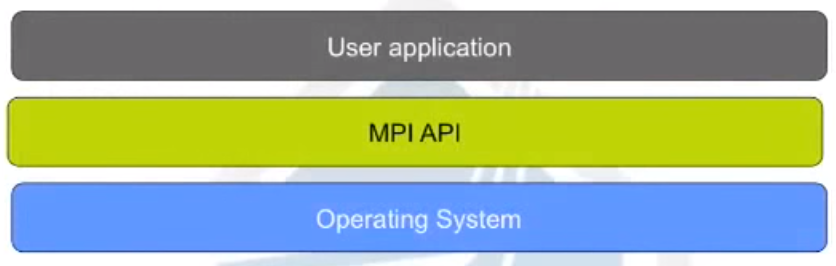 User application
MPI API
Operating System